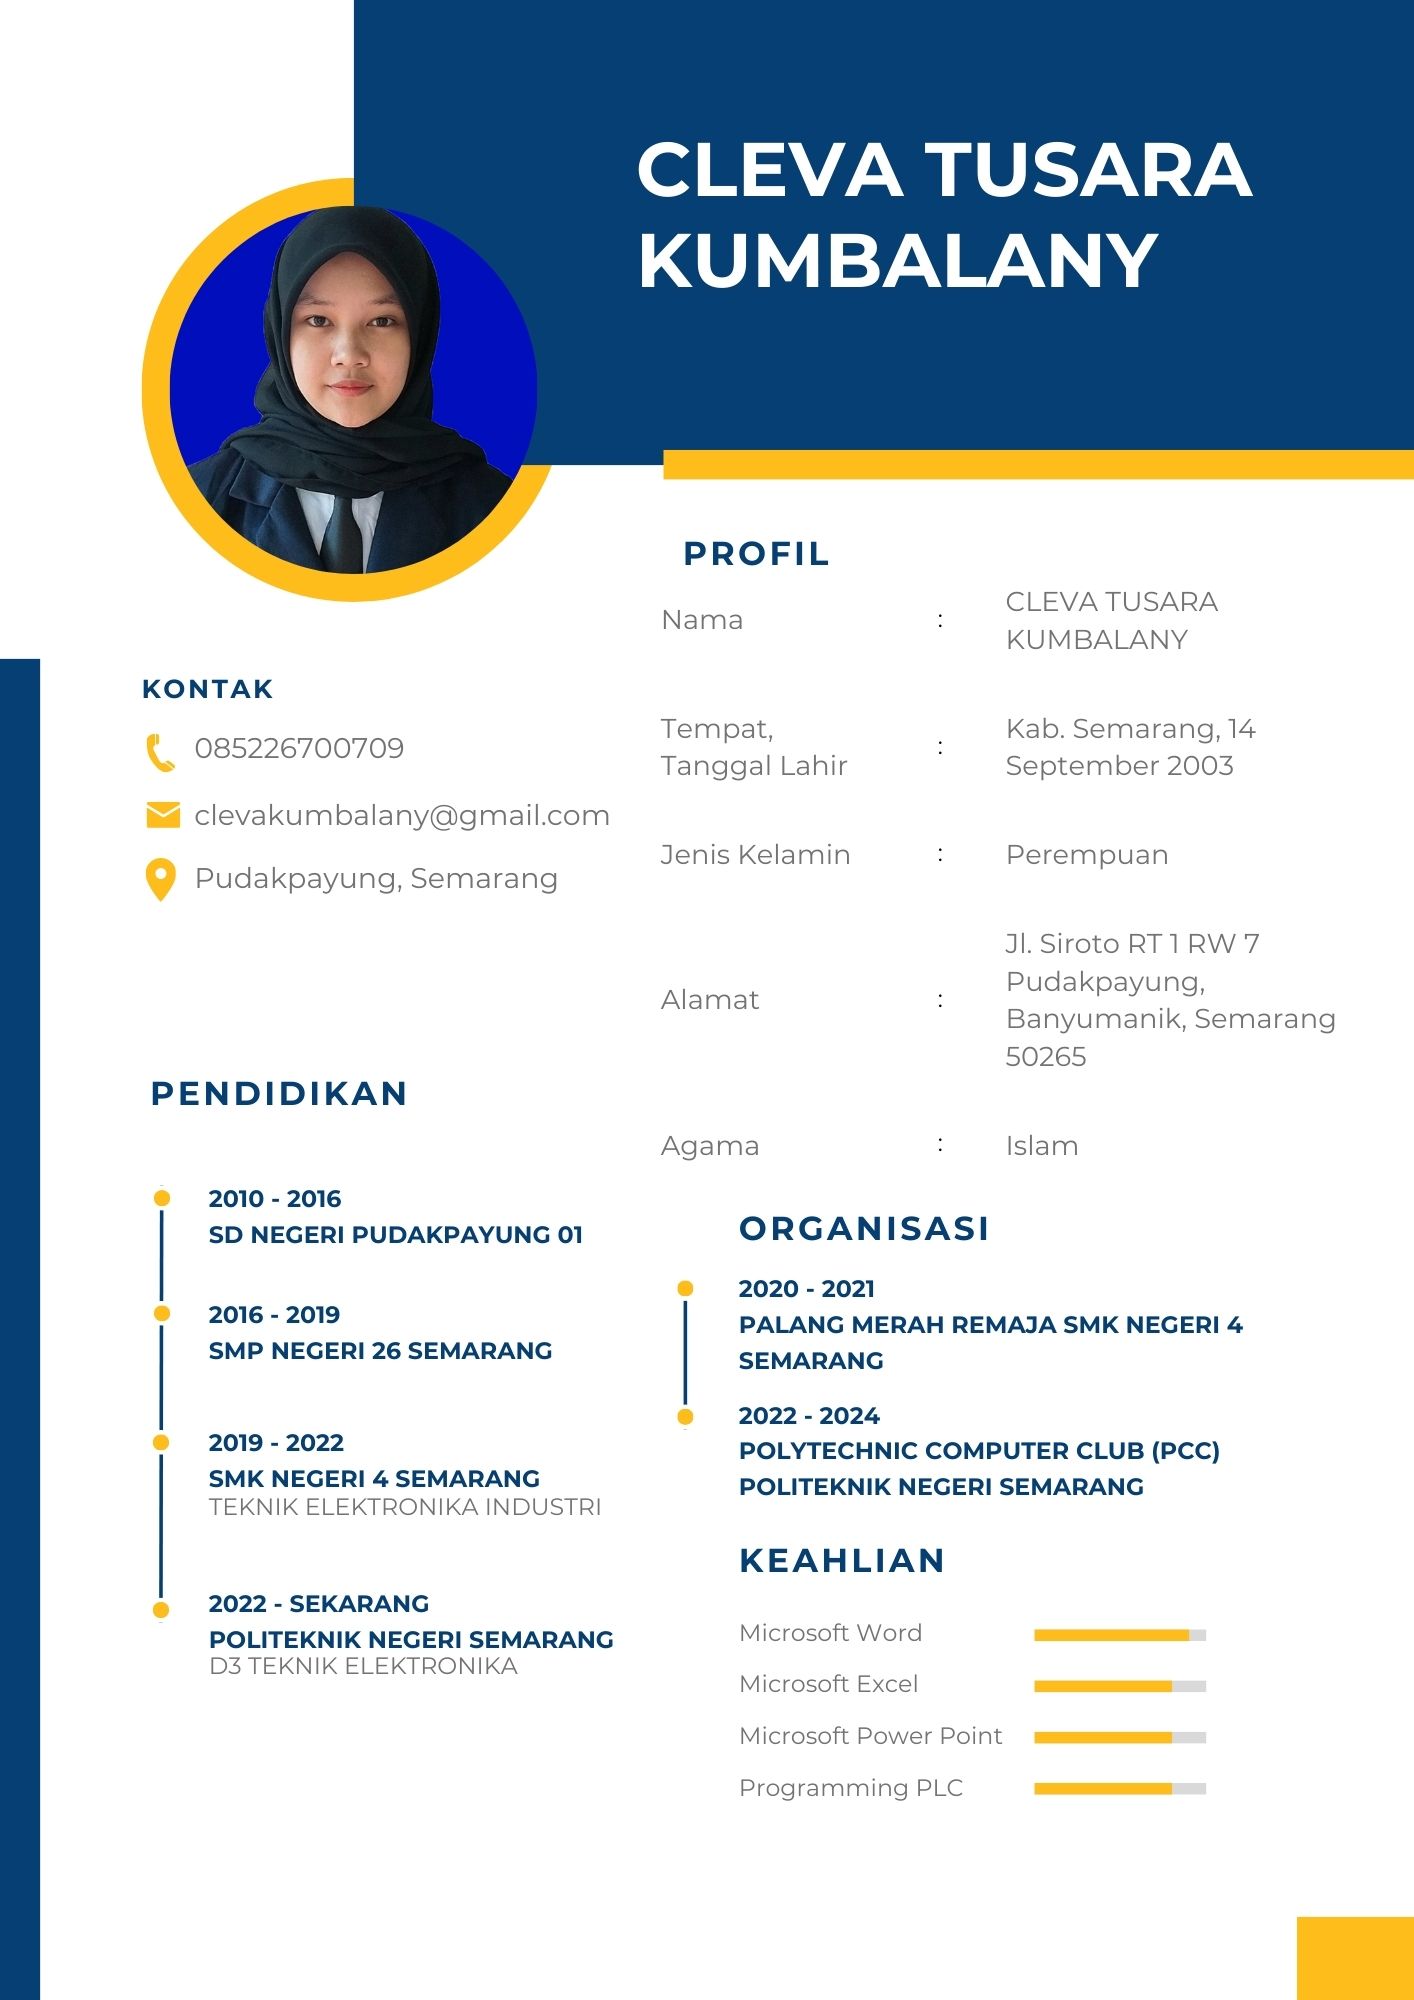 CLEVA TUSARA
KUMBALANY
KONTAK
085226700709
clevakumbalany@gmail.com
Pudakpayung, Semarang
PROFIL
Nama : CLEVA TUSARA
KUMBALANY
Tempat,
Tanggal Lahir : Kab. Semarang, 14
September 2003
Jenis Kelamin : Perempuan
Alamat : Jl. Siroto RT 1 RW 7
Pudakpayung,
Banyumanik, Semarang
50265
Agama : Islam
PENDIDIKAN
2010 - 2016
SD NEGERI PUDAKPAYUNG 01
2016 - 2019
SMP NEGERI 26 SEMARANG
2019 - 2022
SMK NEGERI 4 SEMARANG
TEKNIK ELEKTRONIKA INDUSTRI
2022 - SEKARANG
POLITEKNIK NEGERI SEMARANG
D3 TEKNIK ELEKTRONIKA
ORGANISASI
2020 - 2021
PALANG MERAH REMAJA SMK NEGERI 4
SEMARANG
2022 - 2024
POLYTECHNIC COMPUTER CLUB (PCC)
POLITEKNIK NEGERI SEMARANG
KEAHLIAN
Microsoft Word
Microsoft Excel
Microsoft Power Point
Programming PLC